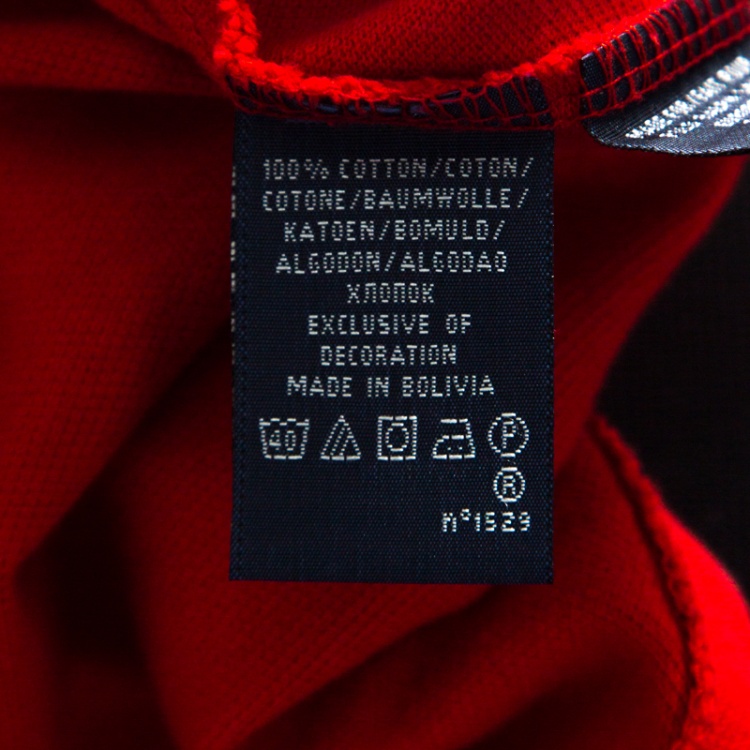 100% COTTON/COTON/
COTONE/BAUMWOLLE/
KATOEN/BOMULD/
ALGODON/ALGODAO
ХЛОПОК
EXCLUSIVE OF
DECORATION
MADE IN BOLIVIA
40
P
R
N°1529